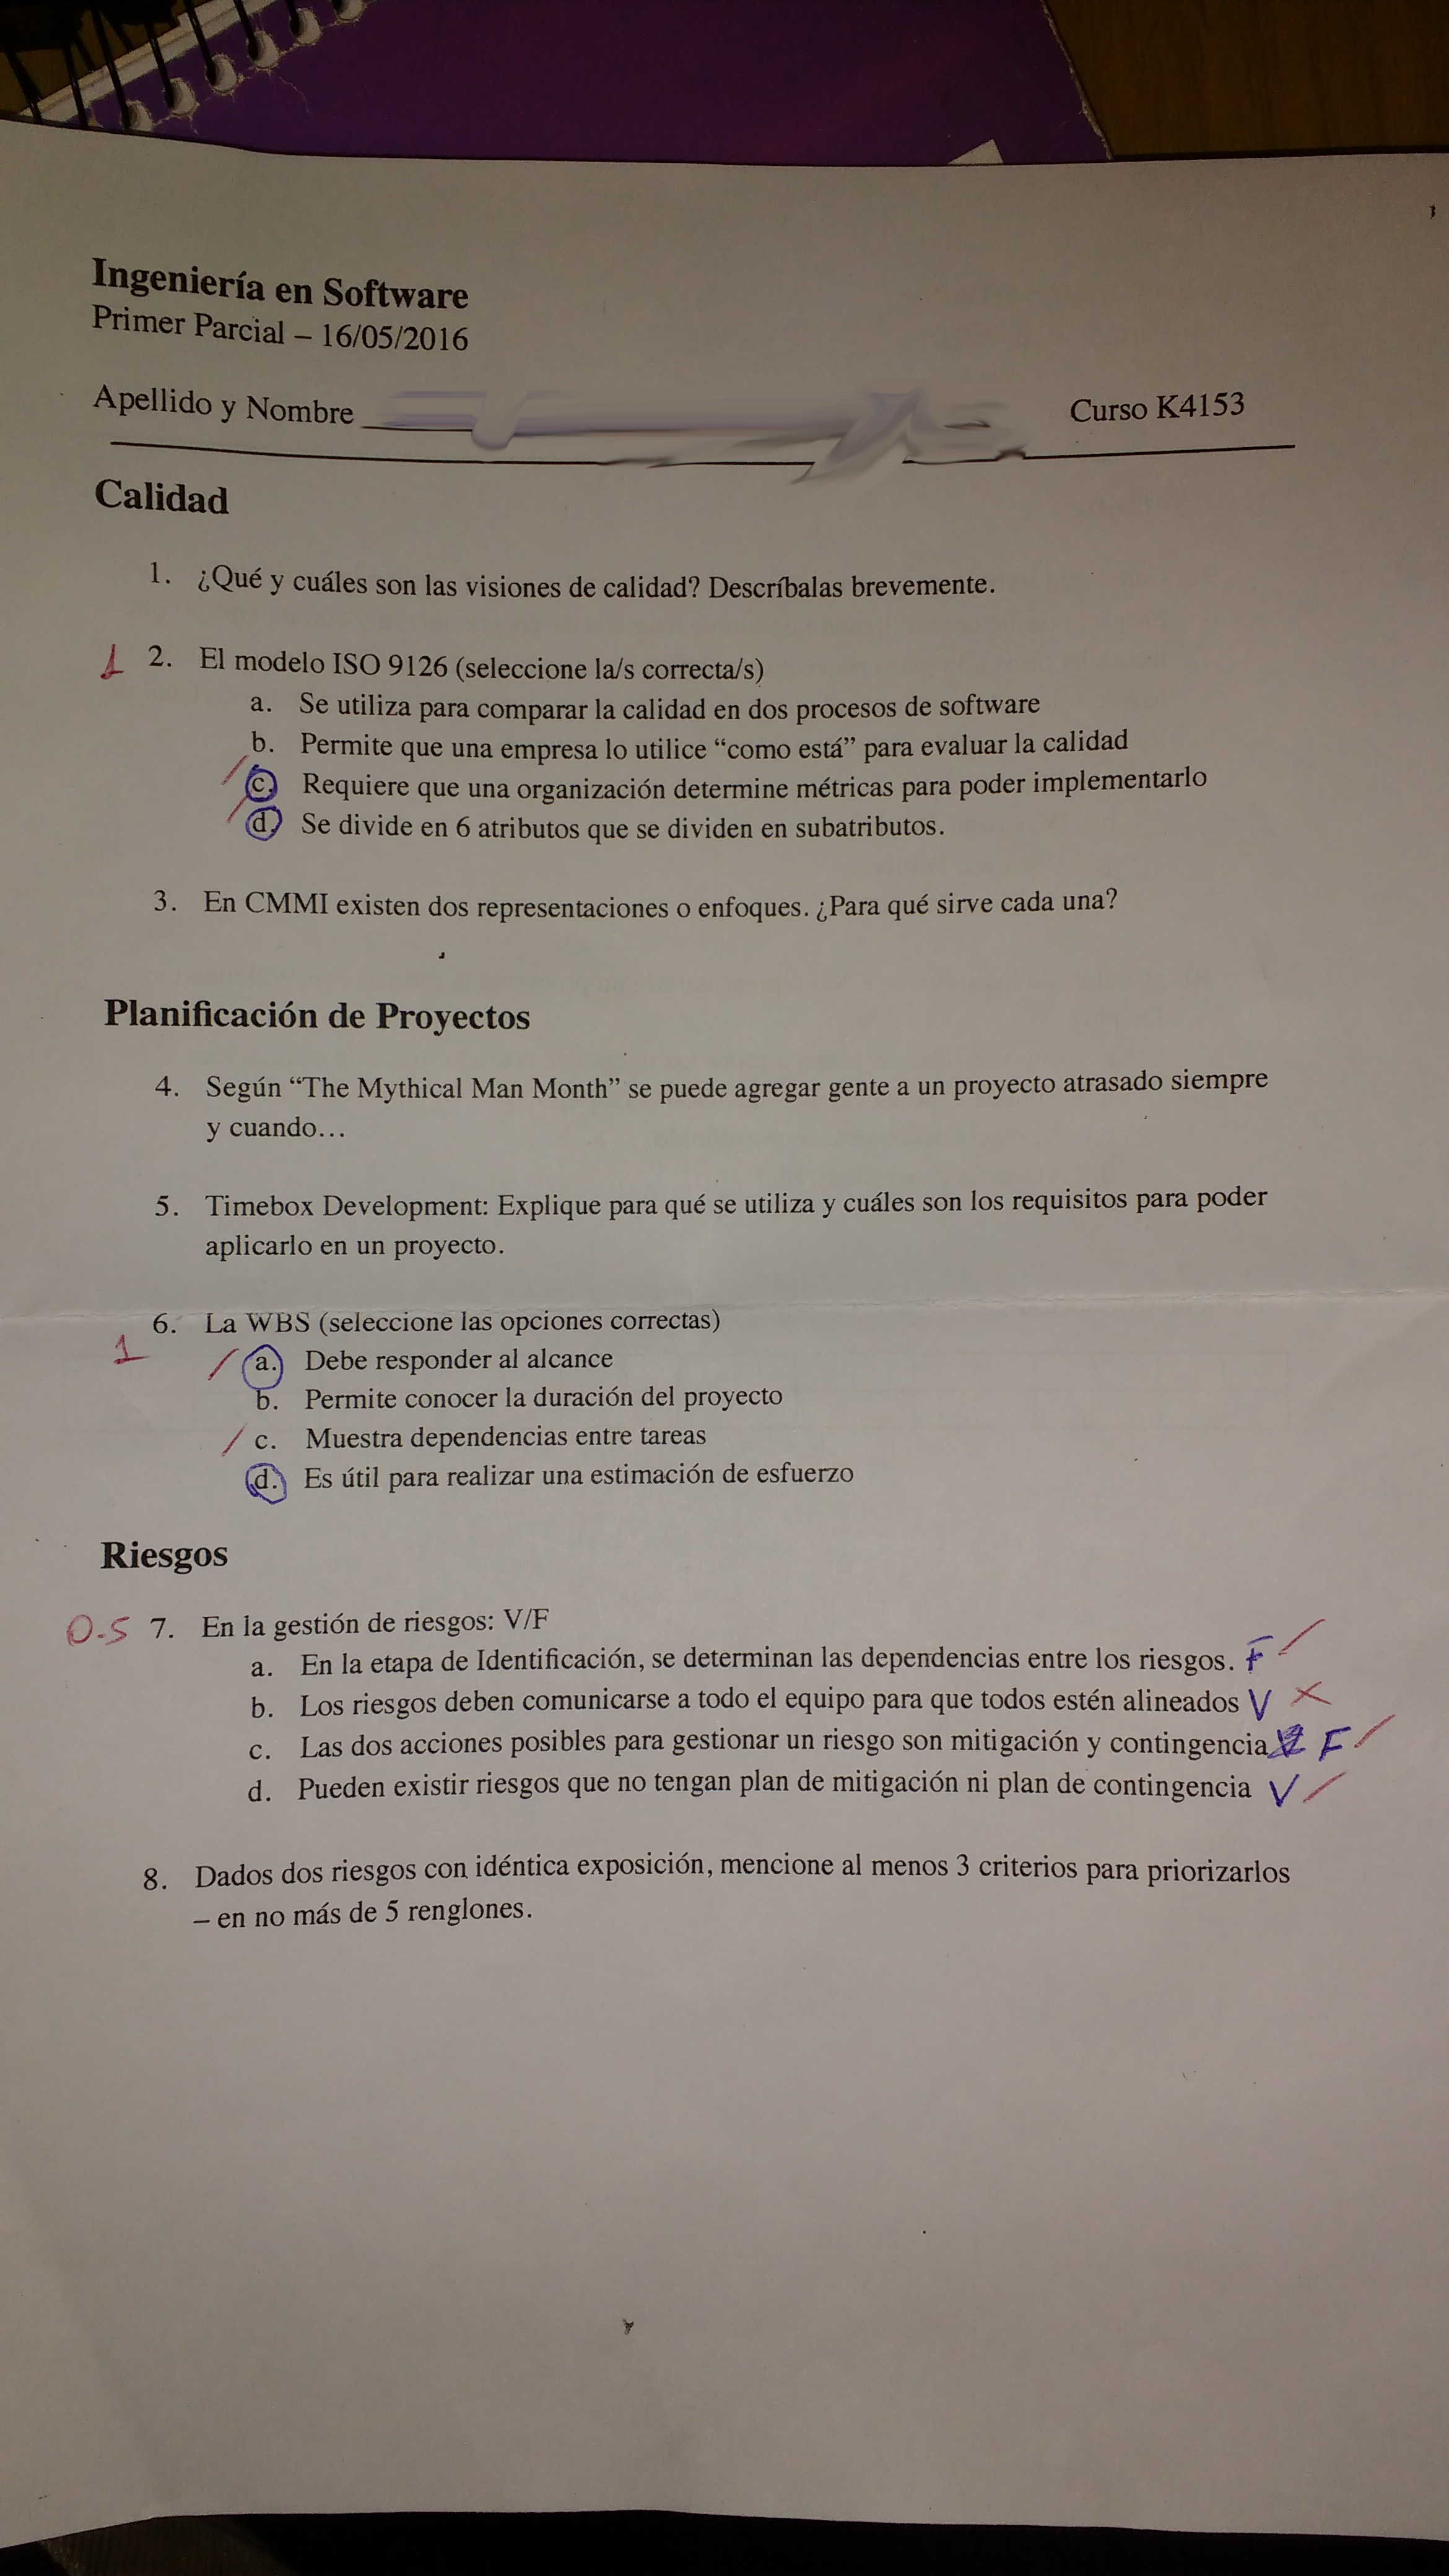 Ingeniería en Software
Primer Parcial – 16/05/2016
Apellido y Nombre Curso K4153
Calidad
1. ¿Qué y cuáles son las visiones de calidad? Descríbalas brevemente.
1 2. El modelo ISO 9126 (seleccione la/s correcta/s)
a. Se utiliza para comparar la calidad en dos procesos de software
b. Permite que una empresa lo utilice “como está” para evaluar la calidad
c. Requiere que una organización determine métricas para poder implementarlo
d. Se divide en 6 atributos que se dividen en subatributos.
3. En CMMI existen dos representaciones o enfoques. ¿Para qué sirve cada una?
Planificación de Proyectos
4. Según “The Mythical Man Month” se puede agregar gente a un proyecto atrasado siempre
y cuando…
5. Timebox Development: Explique para qué se utiliza y cuáles son los requisitos para poder
aplicarlo en un proyecto.
6. La WBS (seleccione las opciones correctas)
1
a. Debe responder al alcance
b. Permite conocer la duración del proyecto
c. Muestra dependencias entre tareas
d. Es útil para realizar una estimación de esfuerzo
Riesgos
0.5 7. En la gestión de riesgos: V/F
a. En la etapa de Identificación, se determinan las dependencias entre los riesgos. F
b. Los riesgos deben comunicarse a todo el equipo para que todos estén alineados V
c. Las dos acciones posibles para gestionar un riesgo son mitigación y contingencia F
d. Pueden existir riesgos que no tengan plan de mitigación ni plan de contingencia V
8. Dados dos riesgos con idéntica exposición, mencione al menos 3 criterios para priorizarlos
– en no más de 5 renglones.